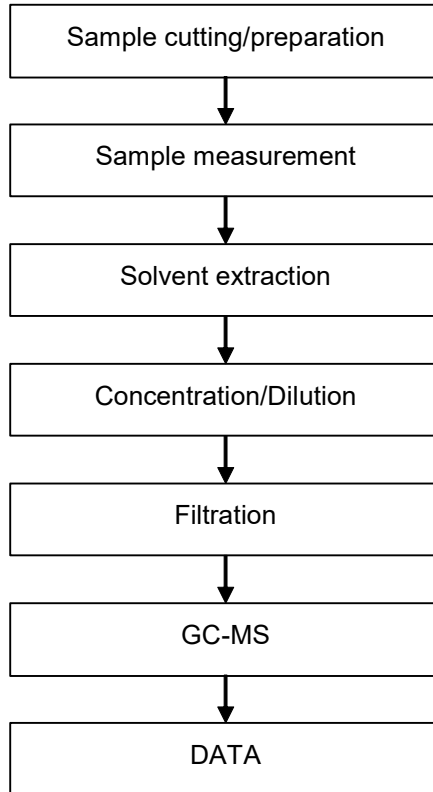 Sample cutting/preparation
Sample measurement
Solvent extraction
Concentration/Dilution
Filtration
GC-MS
DATA